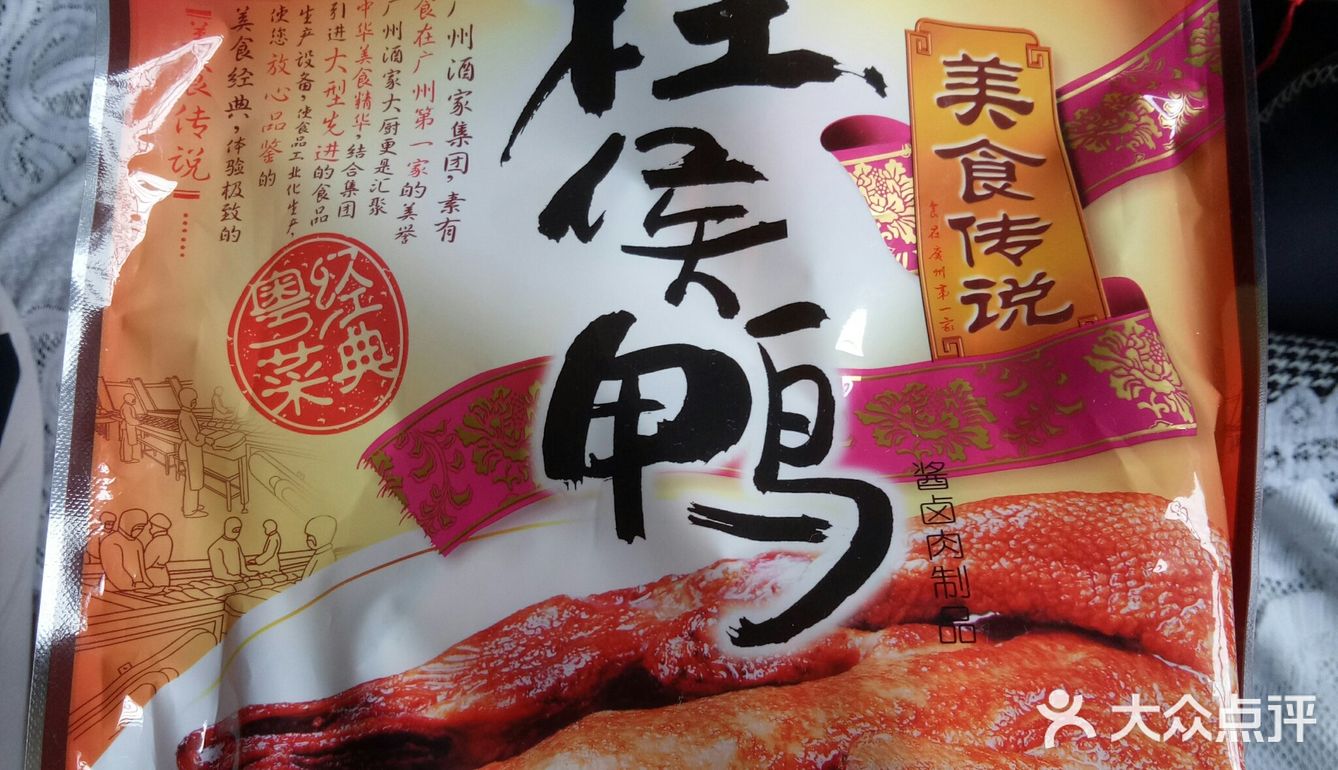 柱侯鸭
美食传说
食在广州第一家
广州酒家集团，素有
食在广州第一家的美誉
广州酒家大厨更是汇聚
中华美食精华，结合集团
引进大型先进的食品
生产设备，使食品工业化生产，
使您放心品鉴的
美食经典，体验极致的
美食传说……
经典
粤菜
酱卤肉制品
大众点评